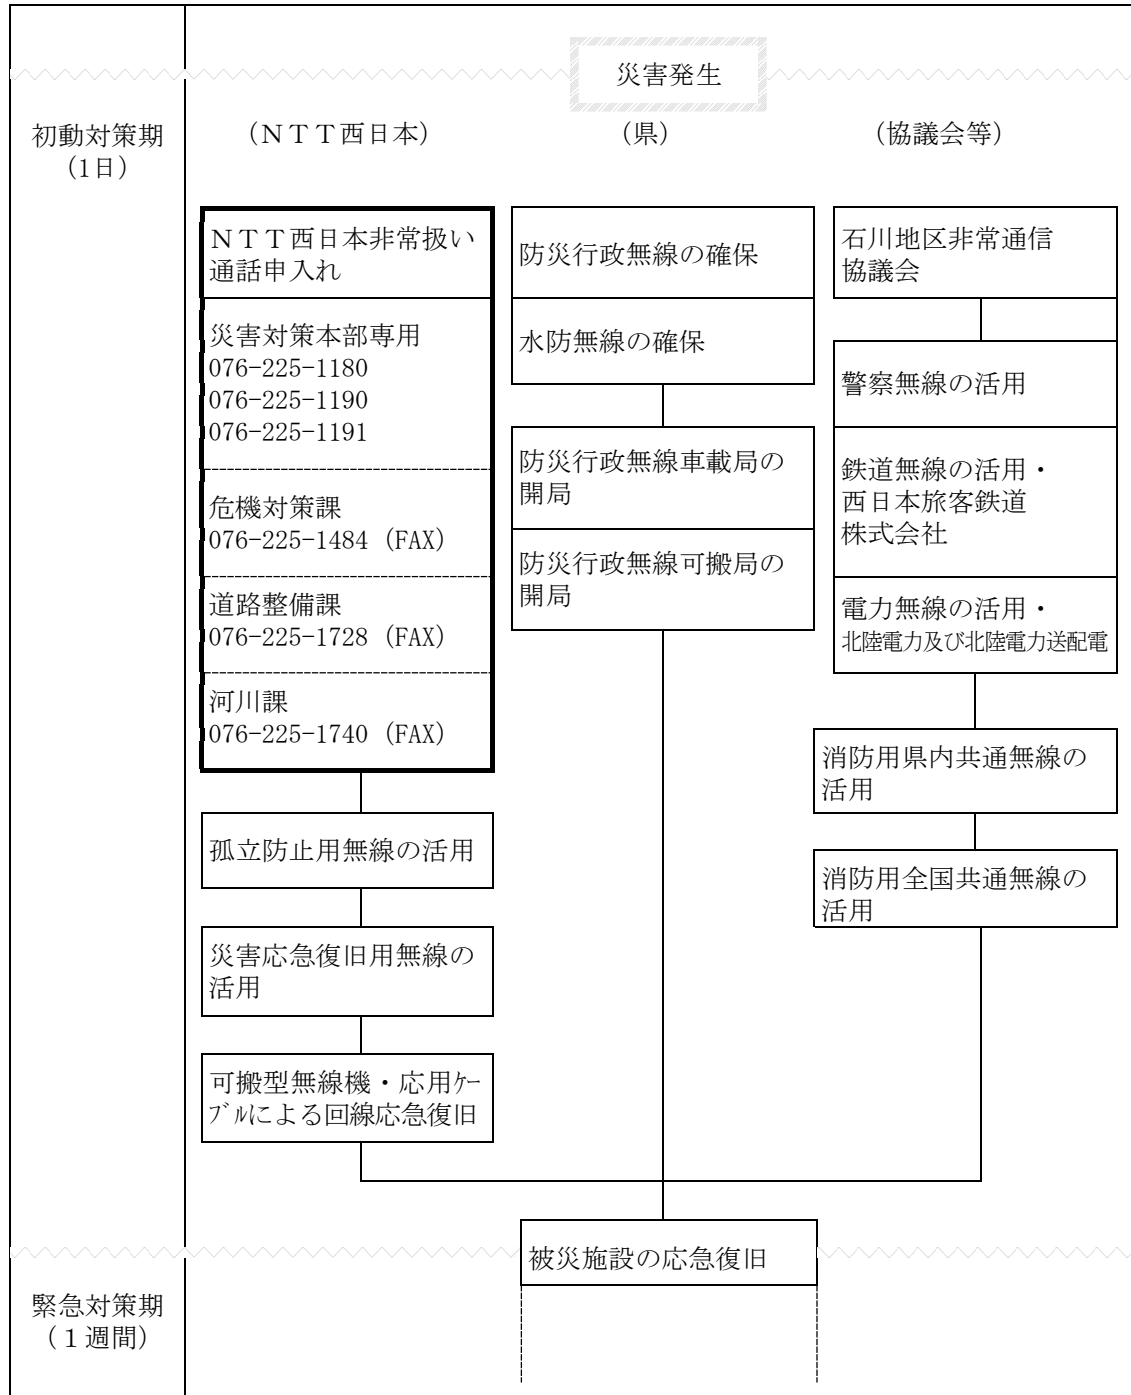 災害発生
初動対策期
(1日)
(ＮＴＴ西日本)
(県)
(協議会等)
ＮＴＴ西日本非常扱い
通話申入れ
災害対策本部専用
076-225-1180
076-225-1190
076-225-1191
危機対策課
076-225-1484 (FAX)
道路整備課
076-225-1728 (FAX)
河川課
076-225-1740 (FAX)
孤立防止用無線の活用
災害応急復旧用無線の
活用
可搬型無線機・応用ｹｰ
ﾌﾞﾙによる回線応急復旧
防災行政無線の確保
水防無線の確保
防災行政無線車載局の
開局
防災行政無線可搬局の
開局
石川地区非常通信
協議会
警察無線の活用
鉄道無線の活用・
西日本旅客鉄道
株式会社
電力無線の活用・
北陸電力及び北陸電力送配電
消防用県内共通無線の
活用
消防用全国共通無線の
活用
被災施設の応急復旧
緊急対策期
(１週間)